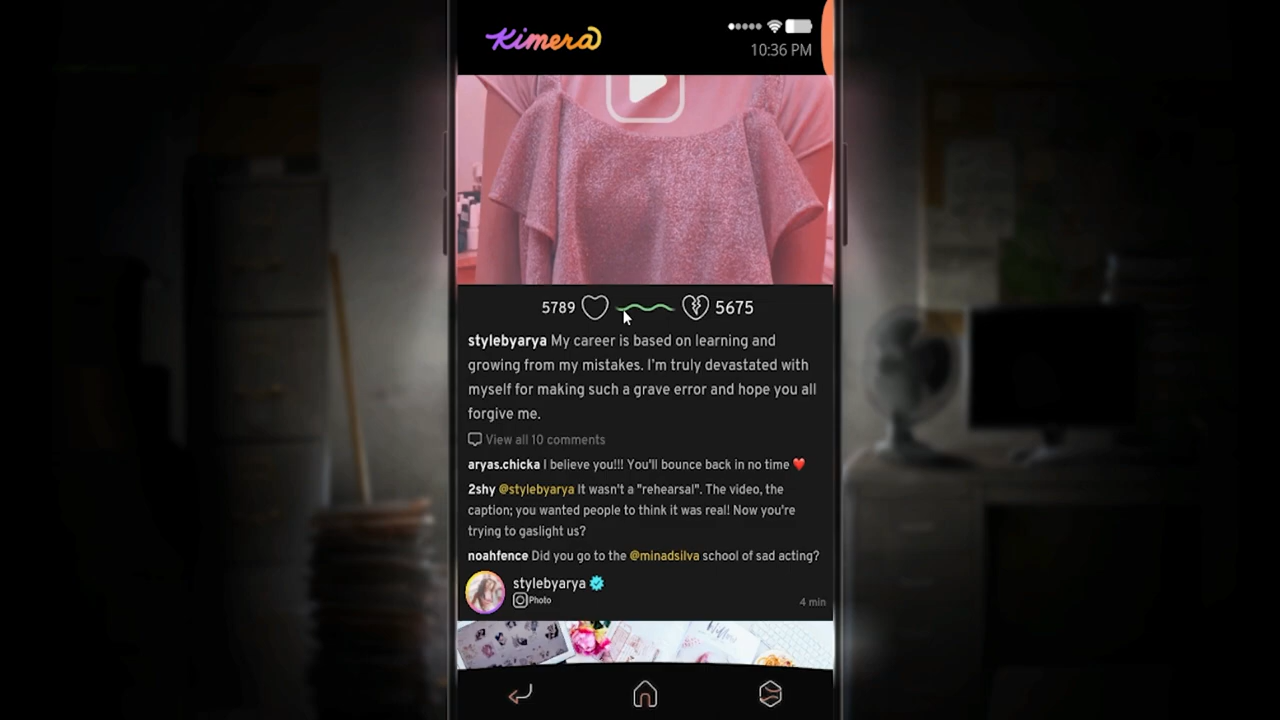 Kimera
10:36 PM
5789 5675
stylebyarya My career is based on learning and
growing from my mistakes. I'm truly devastated with
myself for making such a grave error and hope you all
forgive me.
View all 10 comments
aryas.chicka I believe you!!! You'll bounce back in no time ❤️
2shy @stylebyarya It wasn't a "rehearsal". The video, the
caption; you wanted people to think it was real! Now you're
trying to gaslight us?
noahfence Did you go to the @minadsilva school of sad acting?
stylebyarya
Photo
4 min